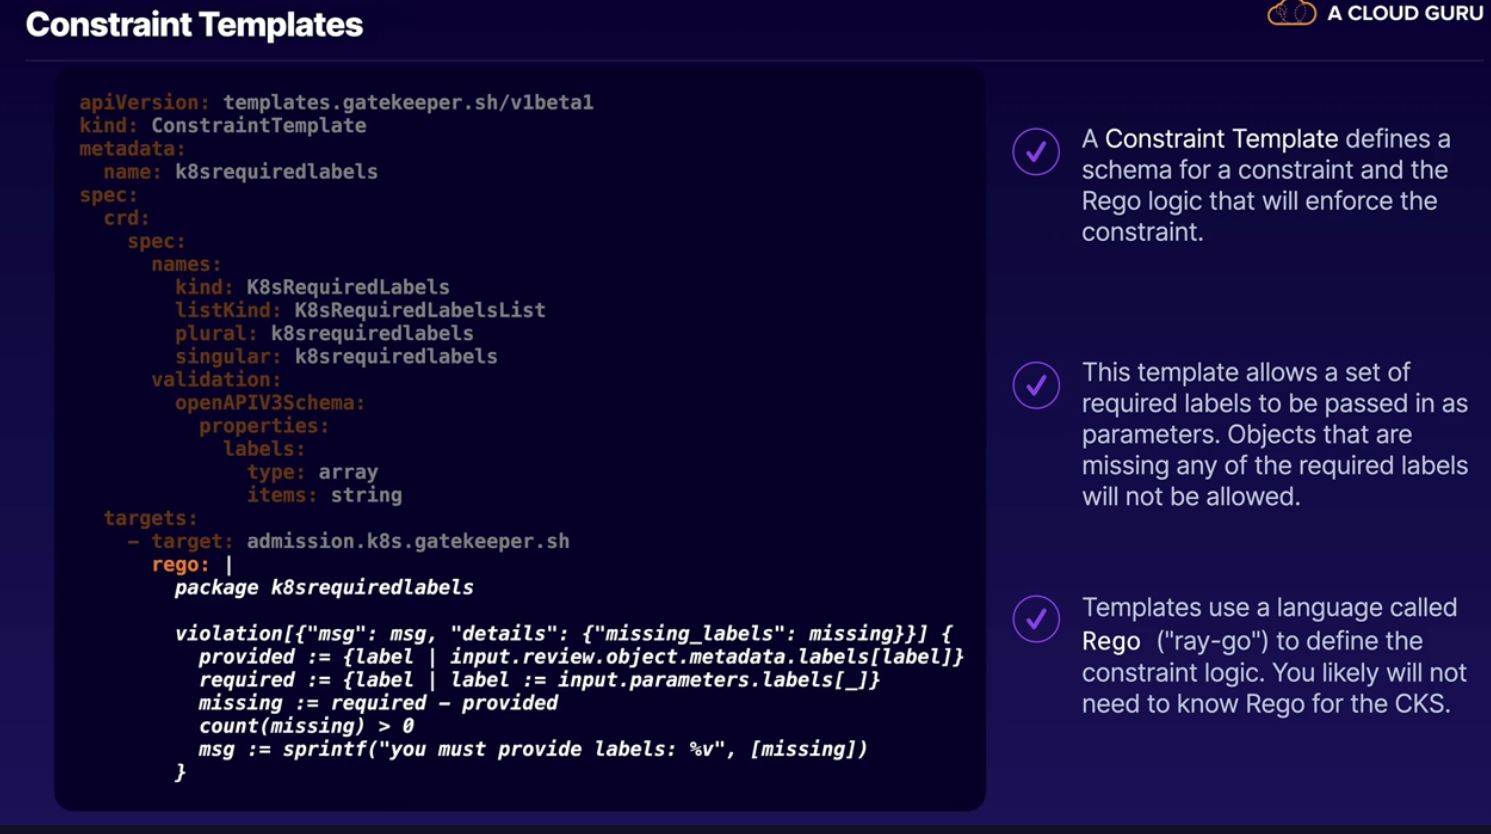 Constraint Templates
A CLOUD GURU
apiVersion: templates.gatekeeper.sh/v1beta1
kind: ConstraintTemplate
metadata:
  name: k8srequiredlabels
spec:
  crd:
    spec:
      names:
        kind: K8sRequiredLabels
        listKind: K8sRequiredLabelsList
        plural: k8srequiredlabels
        singular: k8srequiredlabels
      validation:
        openAPIV3Schema:
          properties:
            labels:
              type: array
              items: string
  targets:
    - target: admission.k8s.gatekeeper.sh
      rego: |
        package k8srequiredlabels
        violation[{"msg": msg, "details": {"missing_labels": missing}}] {
          provided := {label | input.review.object.metadata.labels[label]}
          required := {label | label := input.parameters.labels[_]}
          missing := required - provided
          count(missing) > 0
          msg := sprintf("you must provide labels: %v", [missing])
        }
A Constraint Template defines a
schema for a constraint and the
Rego logic that will enforce the
constraint.
This template allows a set of
required labels to be passed in as
parameters. Objects that are
missing any of the required labels
will not be allowed.
Templates use a language called
Rego ("ray-go") to define the
constraint logic. You likely will not
need to know Rego for the CKS.